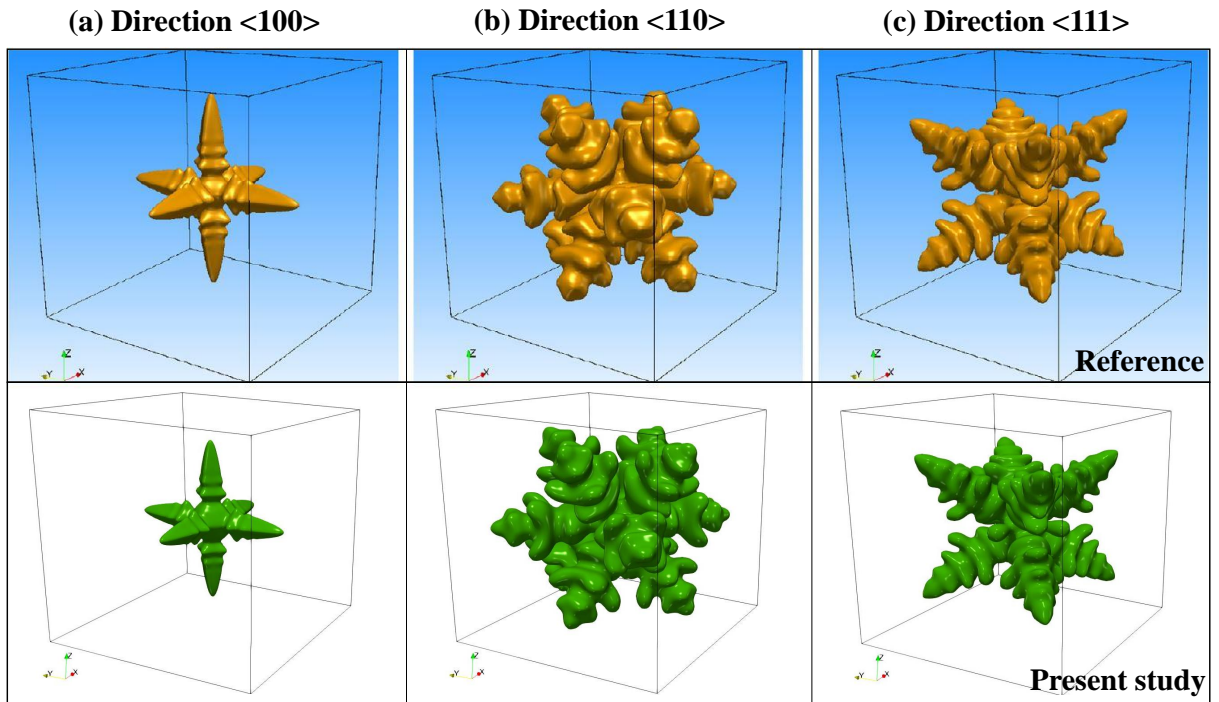 (a) Direction <100>
(b) Direction <110>
(c) Direction <111>
Z
Y
X
Z
Y
X
Z
Y
X
Reference
Z
Y
X
Z
Y
X
Z
Y
X
Present study